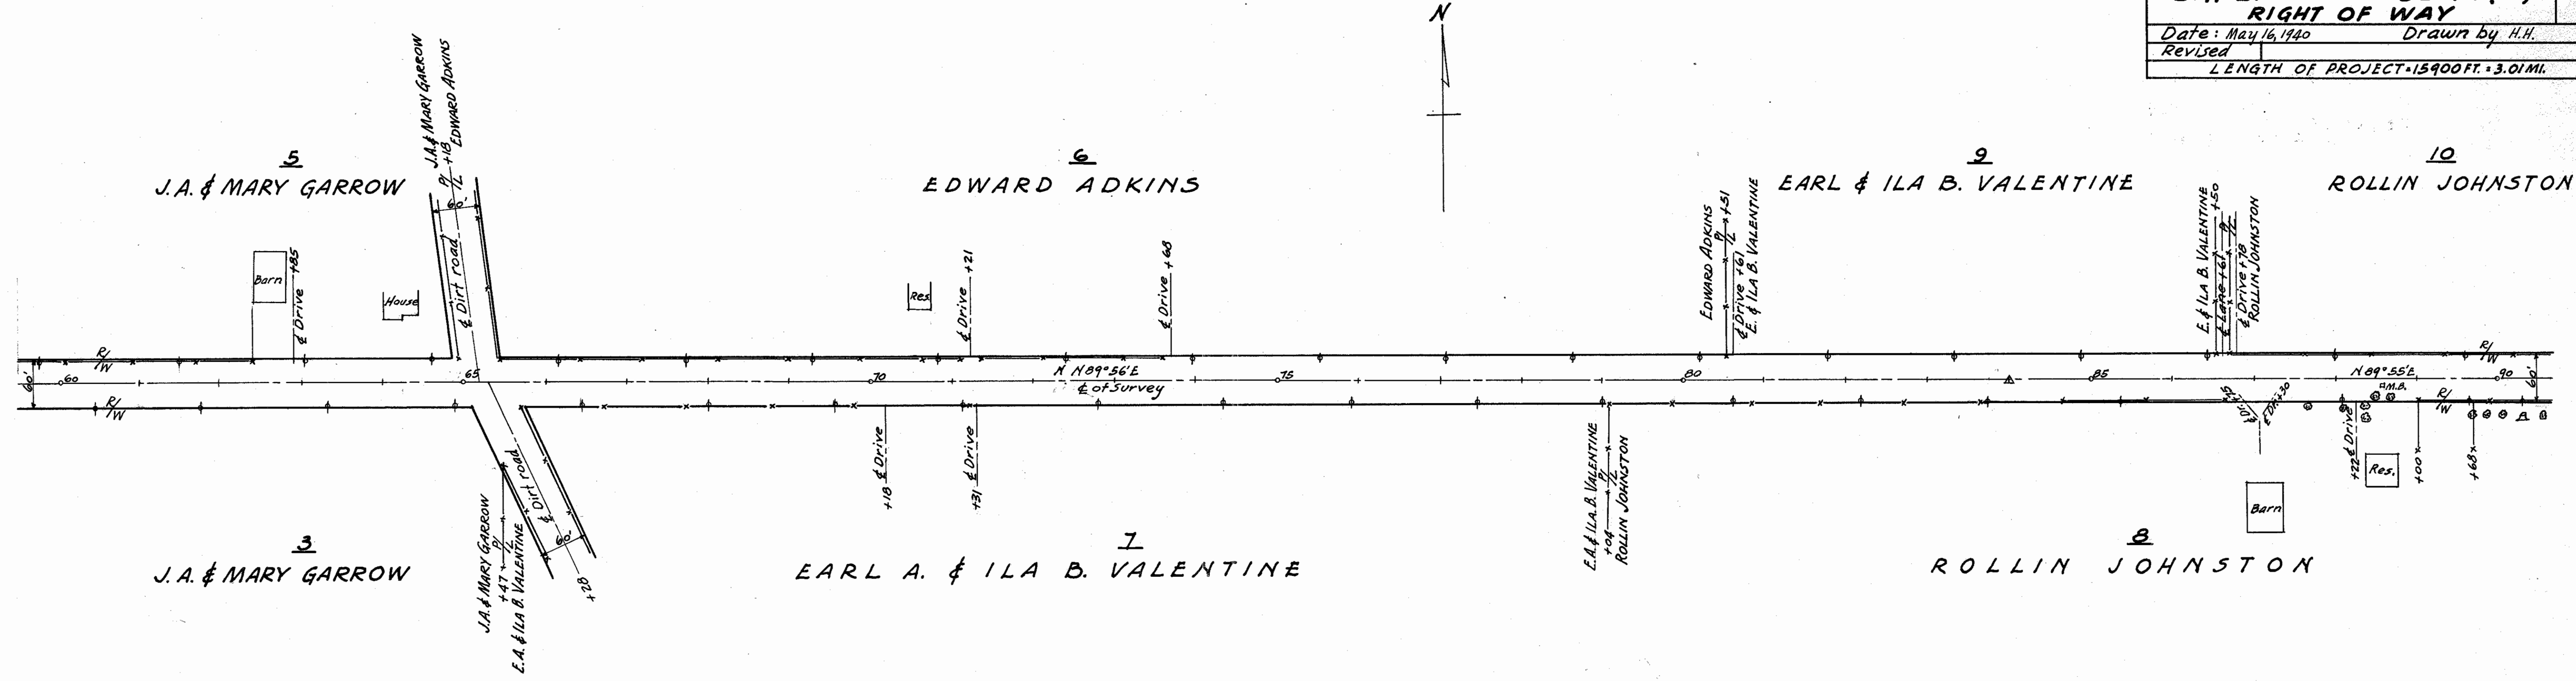 N
RIGHT OF WAY
Date: May 16, 1940 Drawn by H.H.
Revised
LENGTH OF PROJECT=15900 FT. = 3.01 MI.
5
J.A. & MARY GARROW
J.A. & MARY GARROW
P/L +18
EDWARD ADKINS
60'
6
EDWARD ADKINS
9
EARL & ILA B. VALENTINE
10
ROLLIN JOHNSTON
Barn
℄ Drive +85
House
℄ Dirt road
Res.
℄ Drive +21
℄ Drive +68
EDWARD ADKINS
P/L +51
℄ Drive +61
E. & ILA B. VALENTINE
E. & ILA B. VALENTINE
+50
℄ Lane +61
P/L
℄ Drive +78
ROLLIN JOHNSTON
R/W
R/W
60'
60
65
70
N 89°56'E
75
80
85
N 89°55'E
90
60'
℄ of Survey
M.B.
R/W
R/W
℄ Dr. +30
+18 ℄ Drive
+31 ℄ Drive
E.A. & ILA B. VALENTINE
+04 P/L
ROLLIN JOHNSTON
+22 ℄ Drive
Res.
+00
+68
Barn
℄ Dirt road
60'
+28
J.A. & MARY GARROW
+47 P/L
E.A. & ILA B. VALENTINE
3
J.A. & MARY GARROW
7
EARL A. & ILA B. VALENTINE
8
ROLLIN JOHNSTON